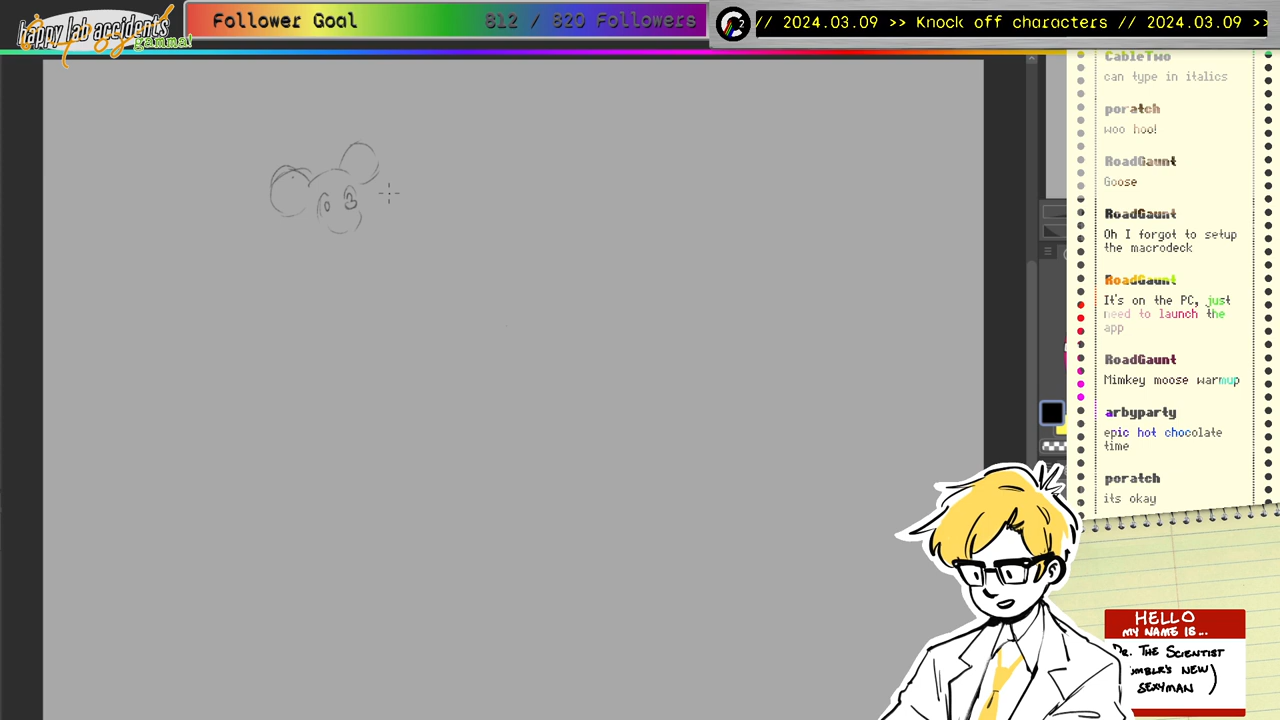 happy lab accidents
gamma!
Follower Goal
812 / 820 Followers
// 2024.03.09 >> Knock off characters // 2024.03.09 >>
CableTwo
can type in italics
poratch
woo hoo!
RoadGaunt
Goose
RoadGaunt
Oh I forgot to setup
the macrodeck
RoadGaunt
It's on the PC, just
need to launch the
app
RoadGaunt
Mimkey moose warmup
arbyparty
epic hot chocolate
time
poratch
its okay
HELLO
MY NAME IS...
DR. THE SCIENTIST
NEW)
SEXYMAN